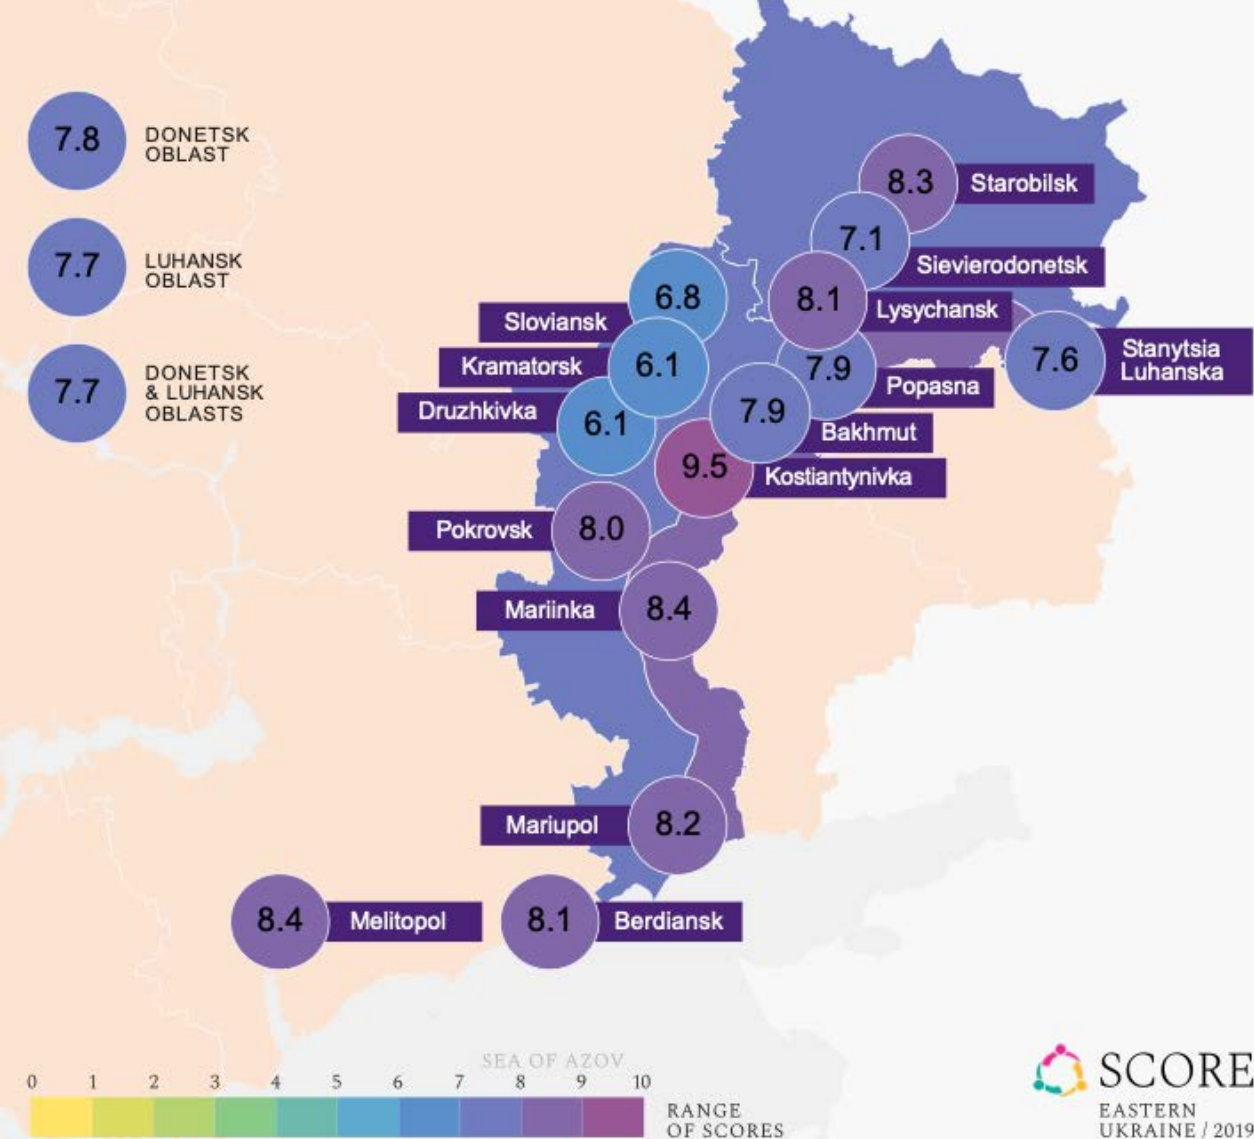 7.8
DONETSK
OBLAST
7.7
LUHANSK
OBLAST
7.7
DONETSK
& LUHANSK
OBLASTS
8.3
Starobilsk
7.1
Sievierodonetsk
6.8
Sloviansk
8.1
Lysychansk
6.1
Kramatorsk
7.9
Popasna
7.6
Stanytsia
Luhanska
6.1
Druzhkivka
7.9
Bakhmut
9.5
Kostiantynivka
Pokrovsk
8.0
Mariinka
8.4
Mariupol
8.2
8.4
Melitopol
8.1
Berdiansk
SEA OF AZOV
0 1 2 3 4 5 6 7 8 9 10
RANGE
OF SCORES
SCORE
EASTERN
UKRAINE / 2019